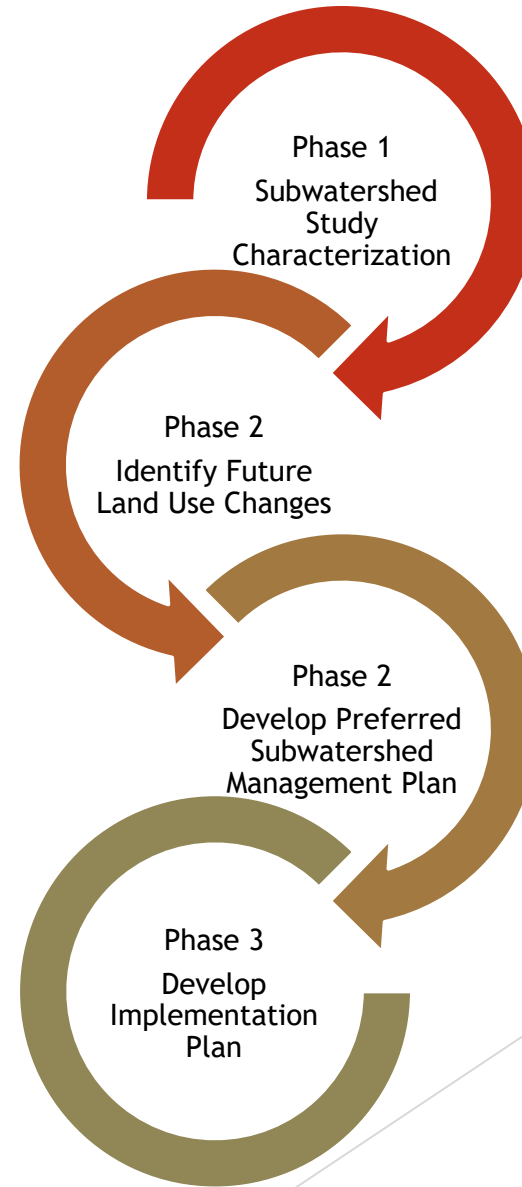 Phase 1
Subwatershed
Study
Characterization
Phase 2
Identify Future
Land Use Changes
Phase 2
Develop Preferred
Subwatershed
Management Plan
Phase 3
Develop
Implementation
Plan